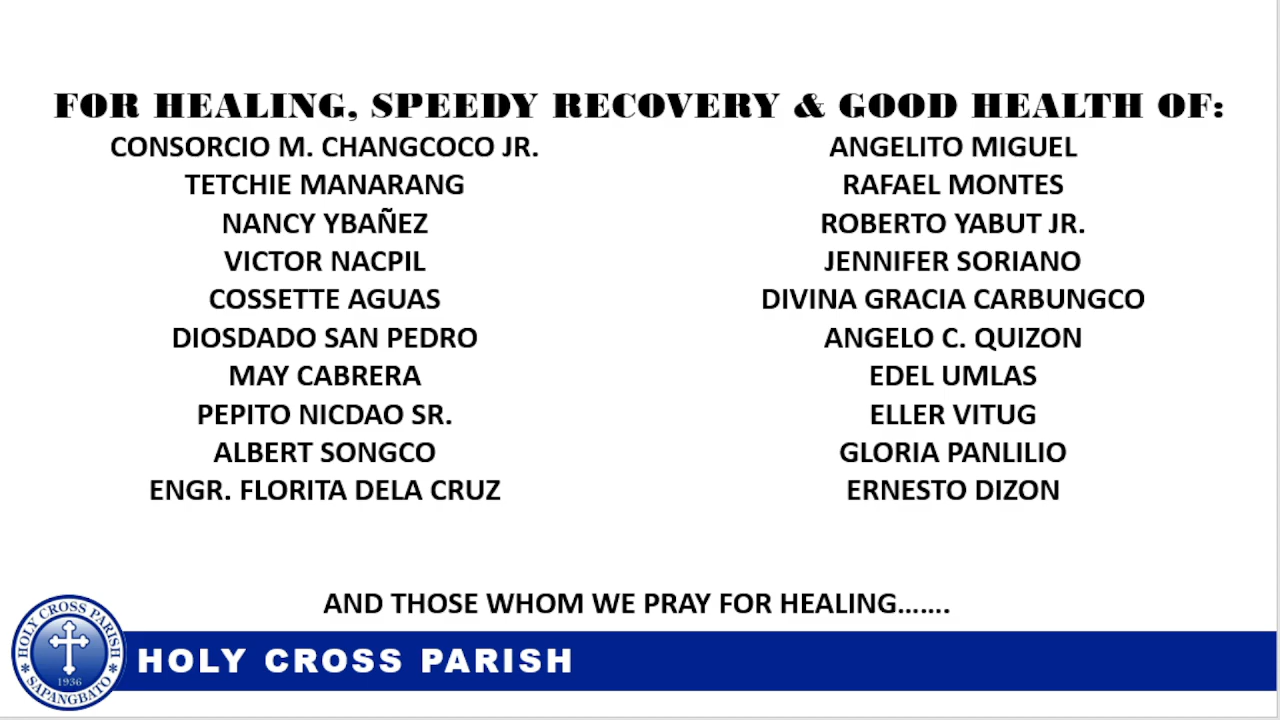 FOR HEALING, SPEEDY RECOVERY & GOOD HEALTH OF:
CONSORCIO M. CHANGCOCO JR.
TETCHIE MANARANG
NANCY YBAÑEZ
VICTOR NACPIL
COSSETTE AGUAS
DIOSDADO SAN PEDRO
MAY CABRERA
PEPITO NICDAO SR.
ALBERT SONGCO
ENGR. FLORITA DELA CRUZ
ANGELITO MIGUEL
RAFAEL MONTES
ROBERTO YABUT JR.
JENNIFER SORIANO
DIVINA GRACIA CARBUNGCO
ANGELO C. QUIZON
EDEL UMLAS
ELLER VITUG
GLORIA PANLILIO
ERNESTO DIZON
AND THOSE WHOM WE PRAY FOR HEALING.......
HOLY CROSS PARISH
1936
SAPANGBATO
HOLY CROSS PARISH